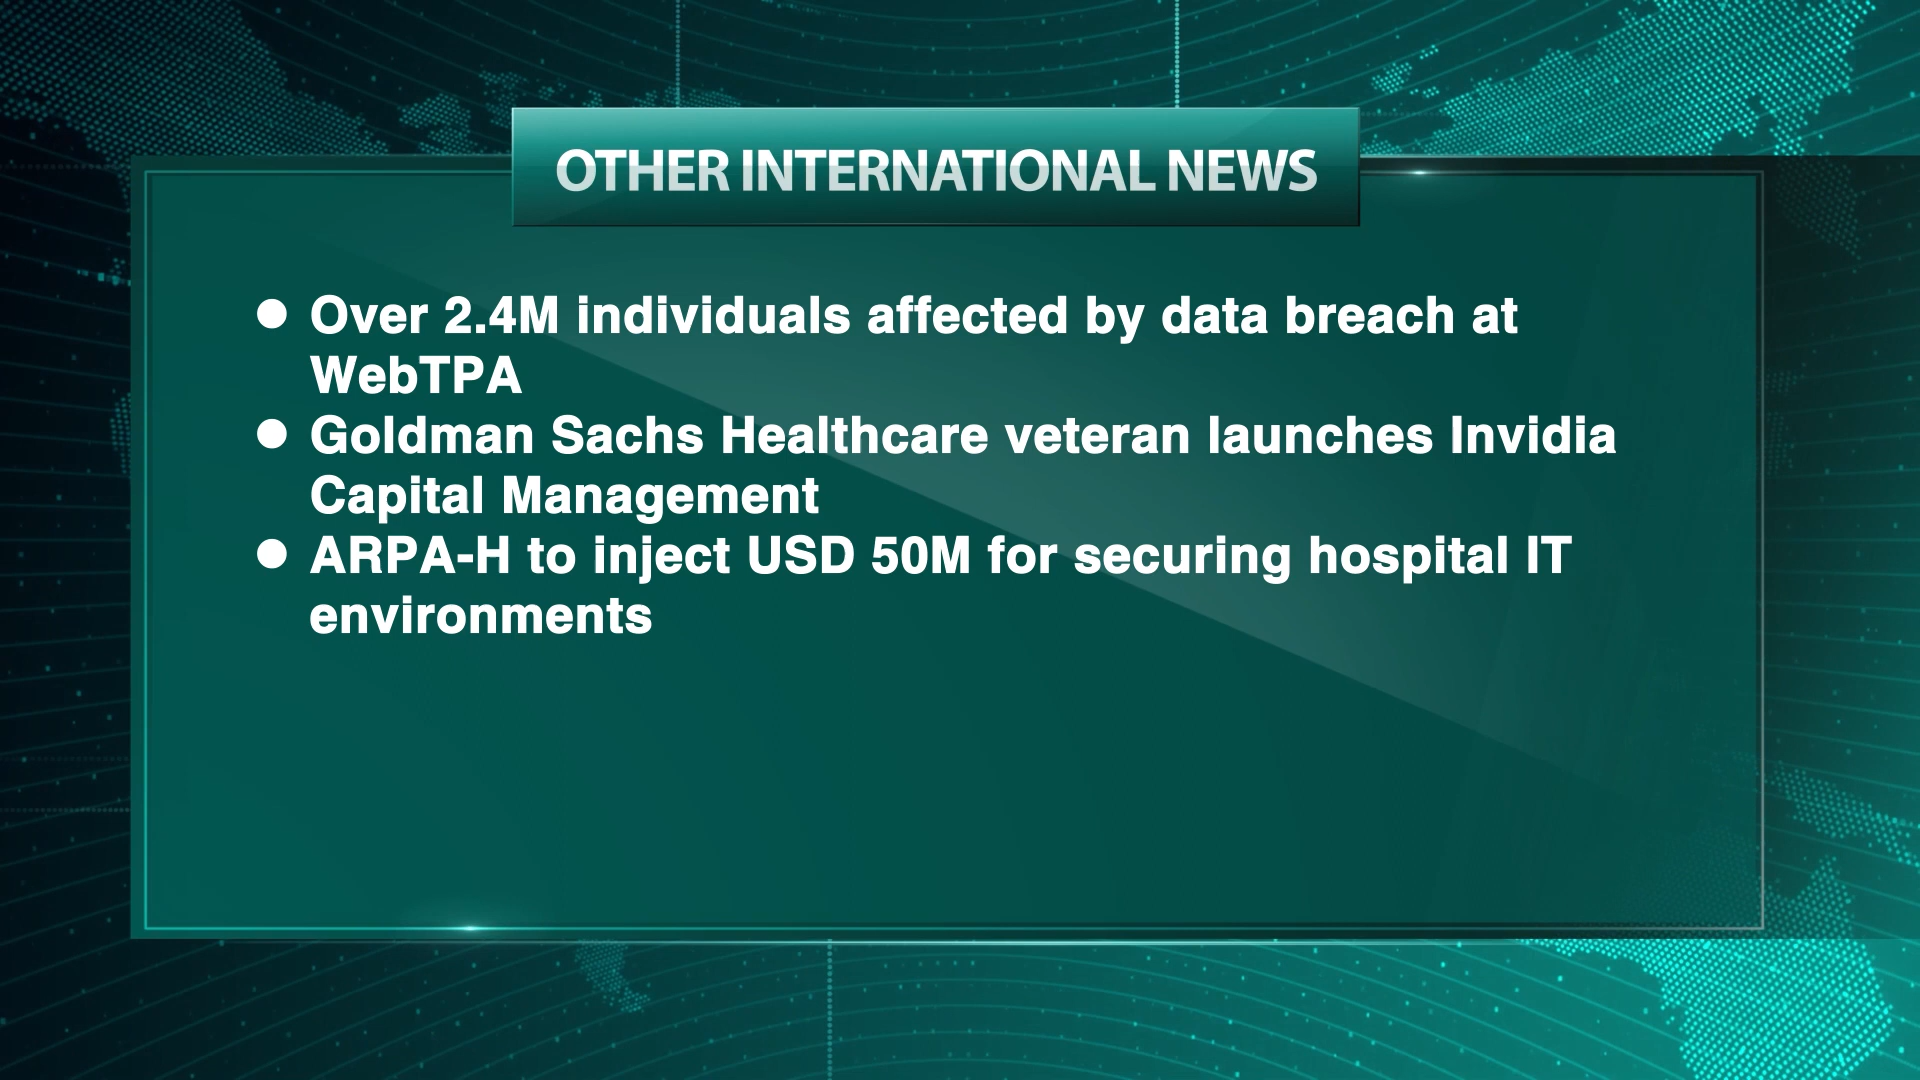 OTHER INTERNATIONAL NEWS
● Over 2.4M individuals affected by data breach at
WebTPA
● Goldman Sachs Healthcare veteran launches Invidia
Capital Management
● ARPA-H to inject USD 50M for securing hospital IT
environments